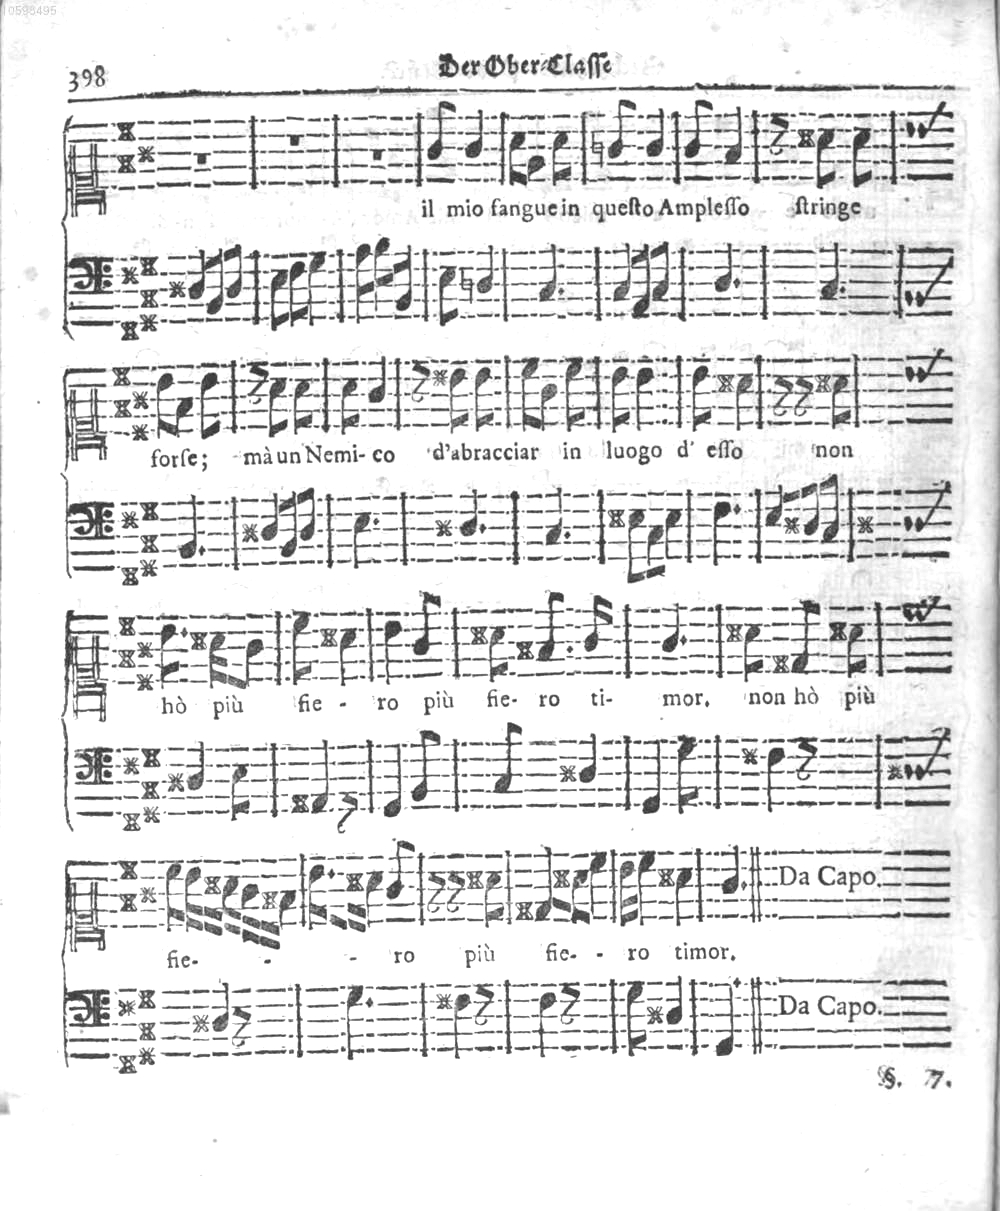 10598495
398
Der Ober-Claſſe
il mio ſangue in queſto Ampleſſo ſtringe
forſe; mà un Nemi- co d'abracciar in luogo d' eſſo non
hò più fie - ro più fie- ro ti- mor. non hò più
Da Capo.
fie- - - ro più fie- - ro timor.
Da Capo.
§. 7.